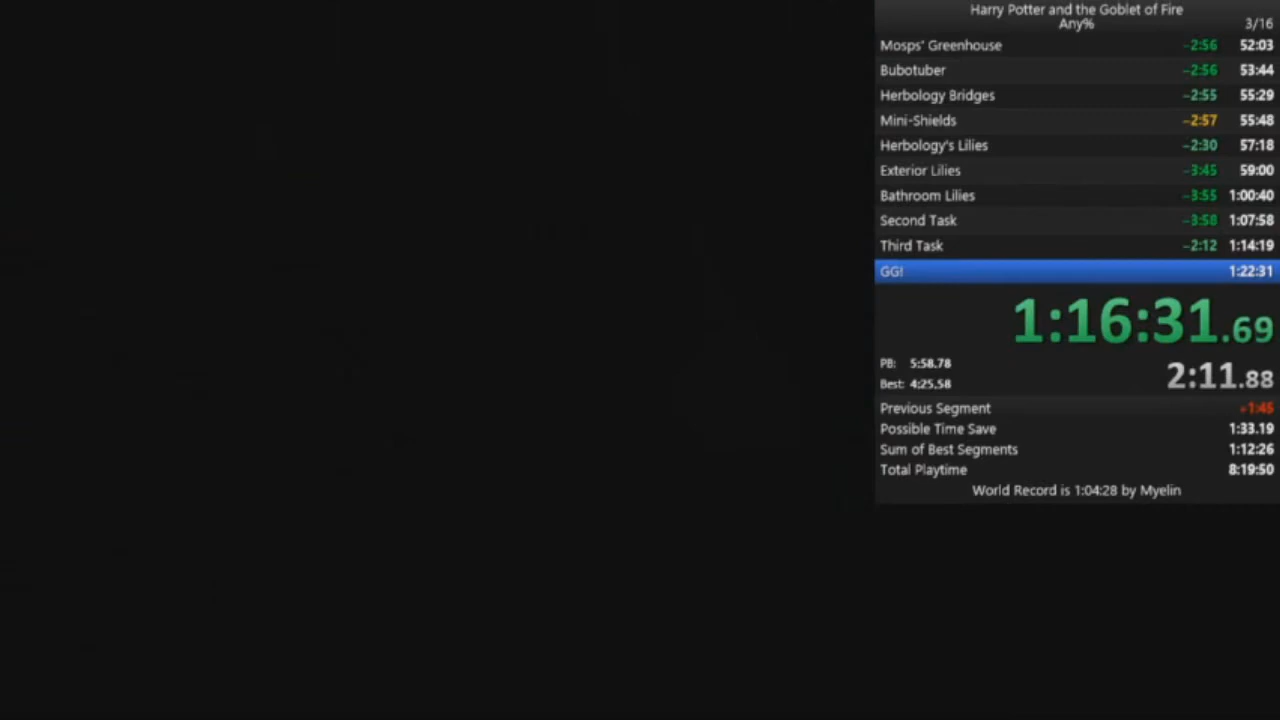 Harry Potter and the Goblet of Fire
Any% 3/16
Mosps' Greenhouse -2:56 52:03
Bubotuber -2:56 53:44
Herbology Bridges -2:55 55:29
Mini-Shields -2:57 55:48
Herbology's Lilies -2:30 57:18
Exterior Lilies -3:45 59:00
Bathroom Lilies -3:55 1:00:40
Second Task -3:58 1:07:58
Third Task -2:12 1:14:19
GG! 1:22:31
1:16:31.69
PB: 5:58.78
Best: 4:25.58
2:11.88
Previous Segment +1:45
Possible Time Save 1:33.19
Sum of Best Segments 1:12:26
Total Playtime 8:19:50
World Record is 1:04:28 by Myelin